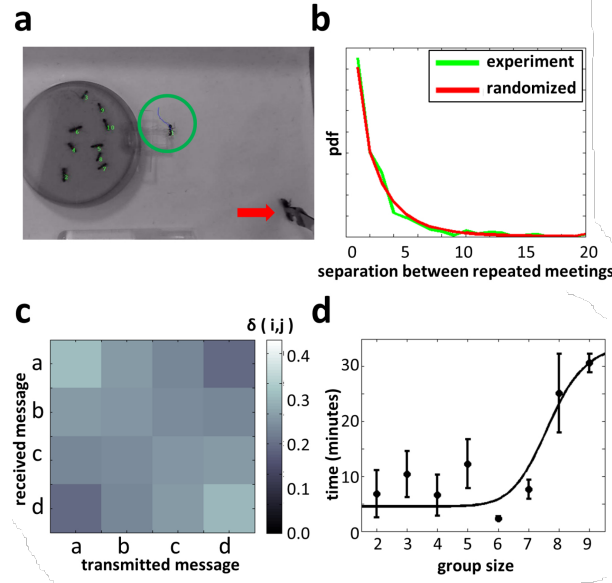 a
b
experiment
randomized
pdf
0 5 10 15 20
separation between repeated meetings
c
δ ( i,j )
received message
a
b
c
d
a b c d
transmitted message
0.4
0.3
0.2
0.1
0.0
d
time (minutes)
30
20
10
0
2 3 4 5 6 7 8 9
group size